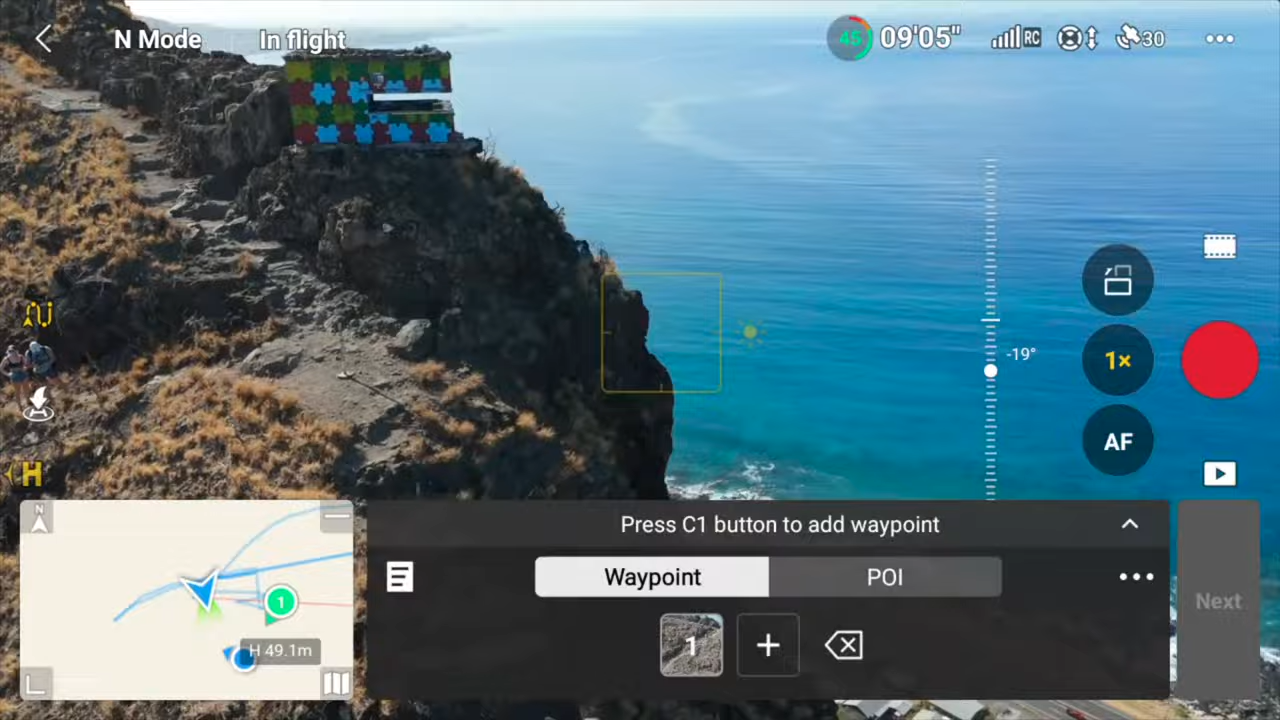 N Mode In flight 45 09'05" RC 30
-19°
1×
AF
H
N
Press C1 button to add waypoint
Waypoint POI
1
Next
1
H 49.1m